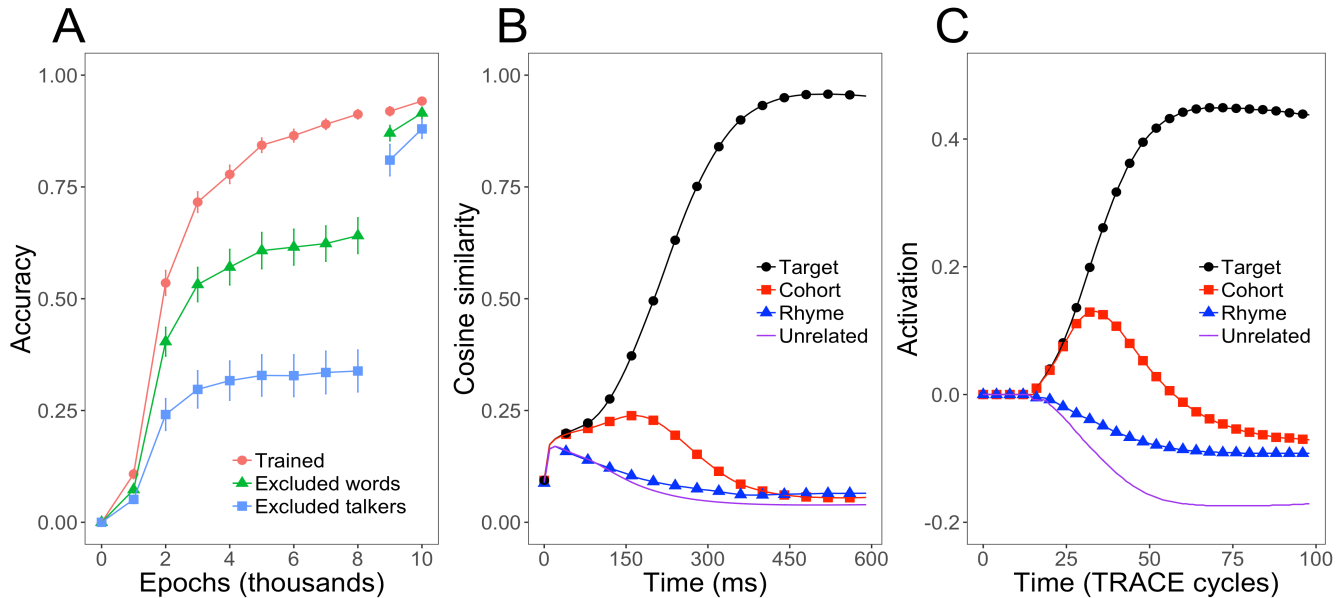 A
Accuracy
1.00
0.75
0.50
0.25
0.00
Trained
Excluded words
Excluded talkers
0 2 4 6 8 10
Epochs (thousands)
B
Cosine similarity
1.00
0.75
0.50
0.25
0.00
Target
Cohort
Rhyme
Unrelated
0 150 300 450 600
Time (ms)
C
Activation
0.4
0.2
0.0
-0.2
Target
Cohort
Rhyme
Unrelated
0 25 50 75 100
Time (TRACE cycles)